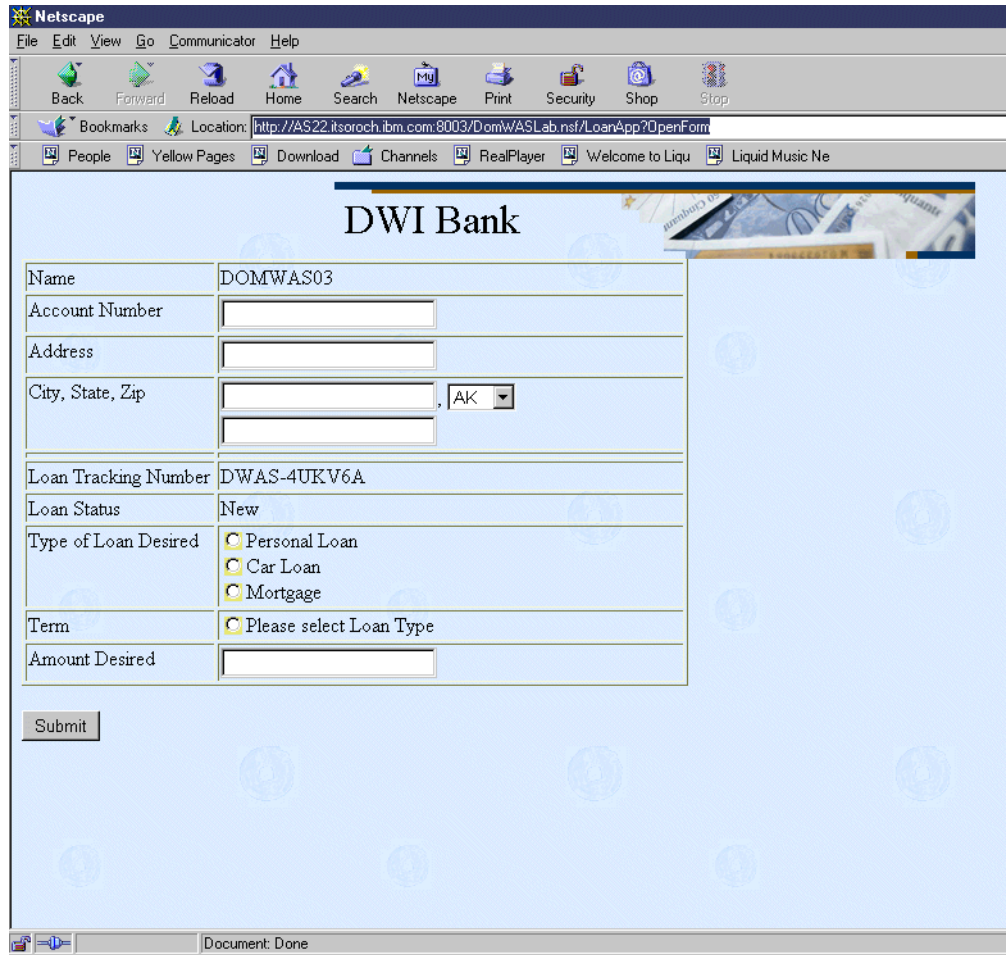 Netscape
File Edit View Go Communicator Help
My
Back Forward Reload Home Search Netscape Print Security Shop Stop
Bookmarks Location: http://AS22.itsoroch.ibm.com:8003/DomWASLab.nsf/LoanApp?OpenForm
People Yellow Pages Download Channels RealPlayer Welcome to Liqu Liquid Music Ne
DWI Bank
Name DOMWAS03
Account Number
Address
City, State, Zip , AK
Loan Tracking Number DWAS-4UKV6A
Loan Status New
Type of Loan Desired Personal Loan
Car Loan
Mortgage
Term Please select Loan Type
Amount Desired
Submit
Document: Done